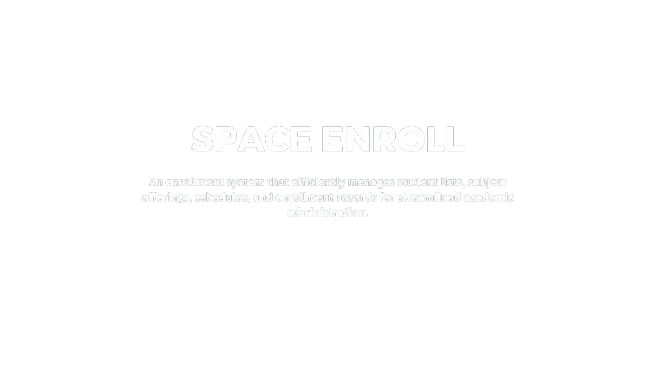 SPACE ENROLL
An enrollment system that efficiently manages student lists, subject
offerings, schedules, and enrollment records for streamlined academic
administration.